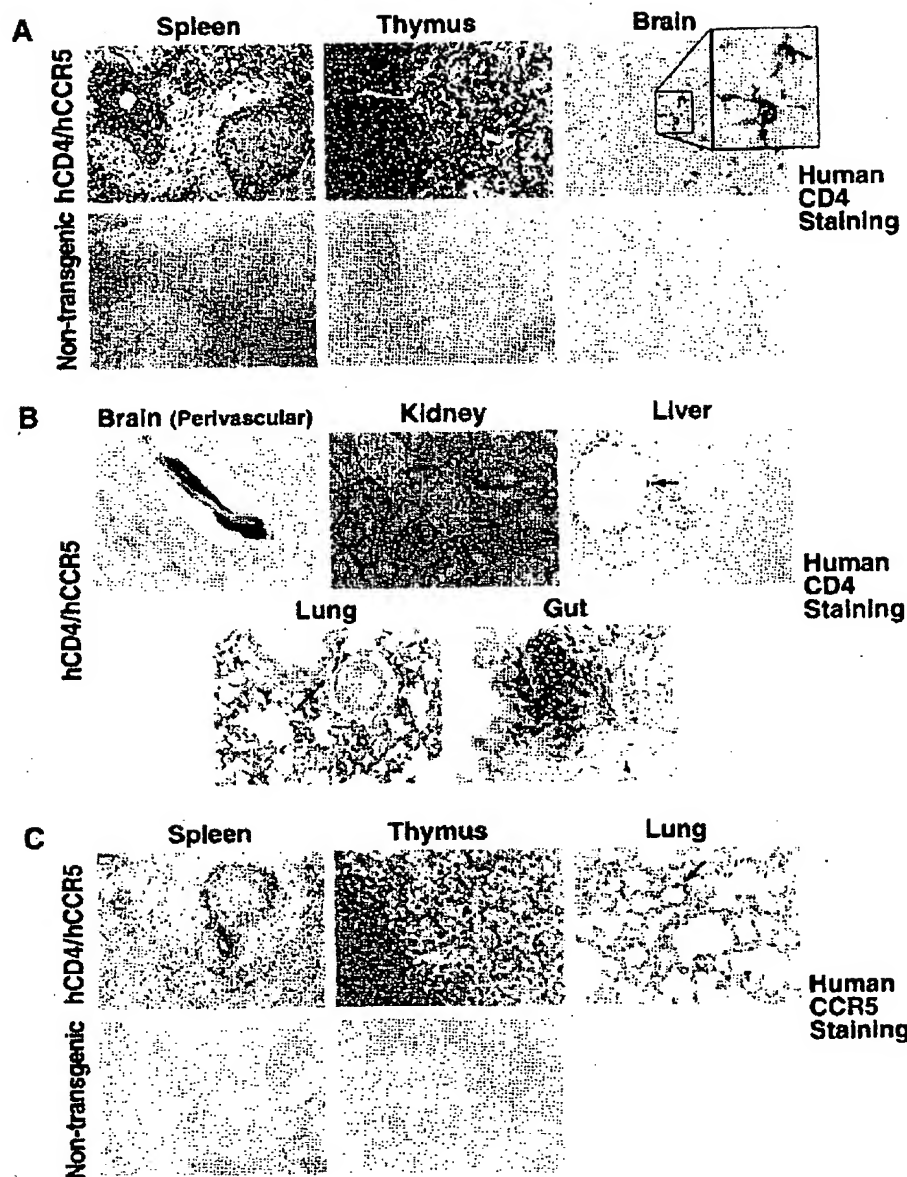 A
Spleen
Thymus
Brain
hCD4/hCCR5
Human
CD4
Staining
Non-transgenic
B
Brain (Perivascular)
Kidney
Liver
hCD4/hCCR5
Human
CD4
Staining
Lung
Gut
C
Spleen
Thymus
Lung
hCD4/hCCR5
Human
CCR5
Staining
Non-transgenic